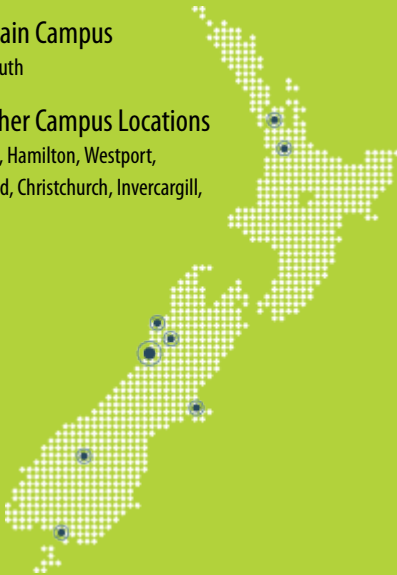 ain Campus
uth
her Campus Locations
, Hamilton, Westport,
d, Christchurch, Invercargill,